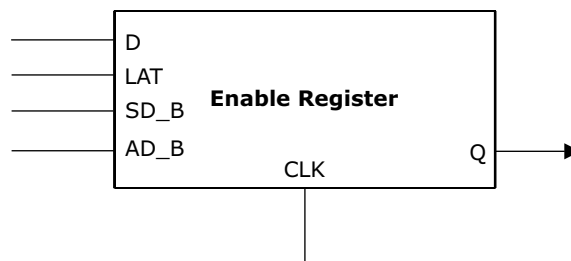 D
LAT
Enable Register
SD_B
AD_B
Q
CLK